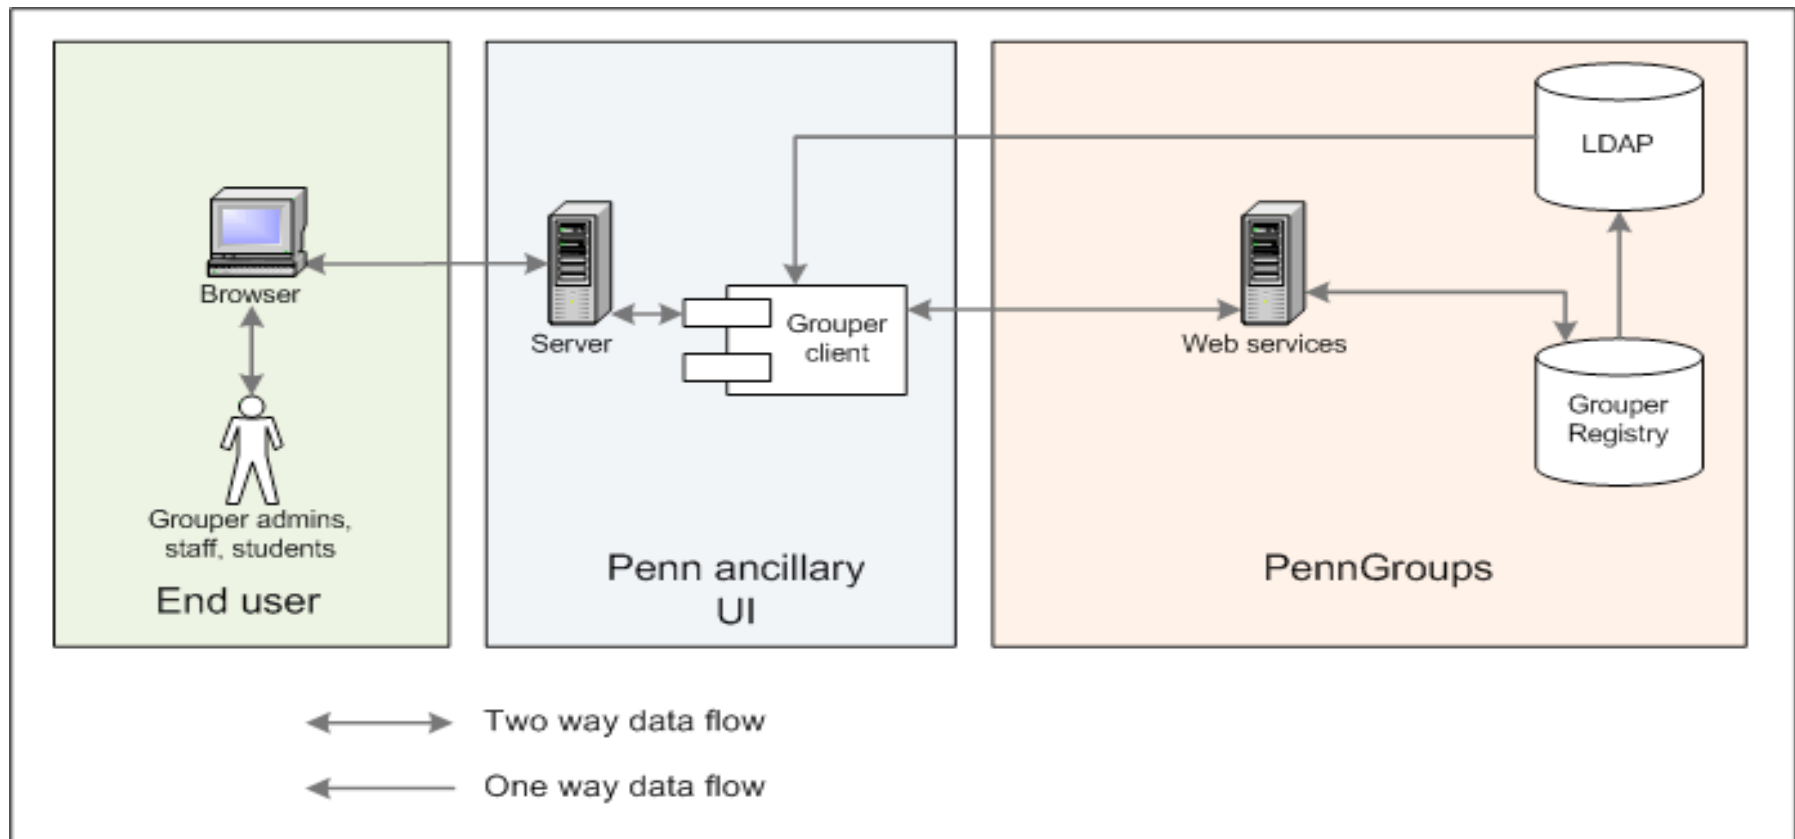 Browser
Grouper admins,
staff, students
End user
Server
Grouper
client
Penn ancillary
UI
LDAP
Web services
Grouper
Registry
PennGroups
Two way data flow
One way data flow